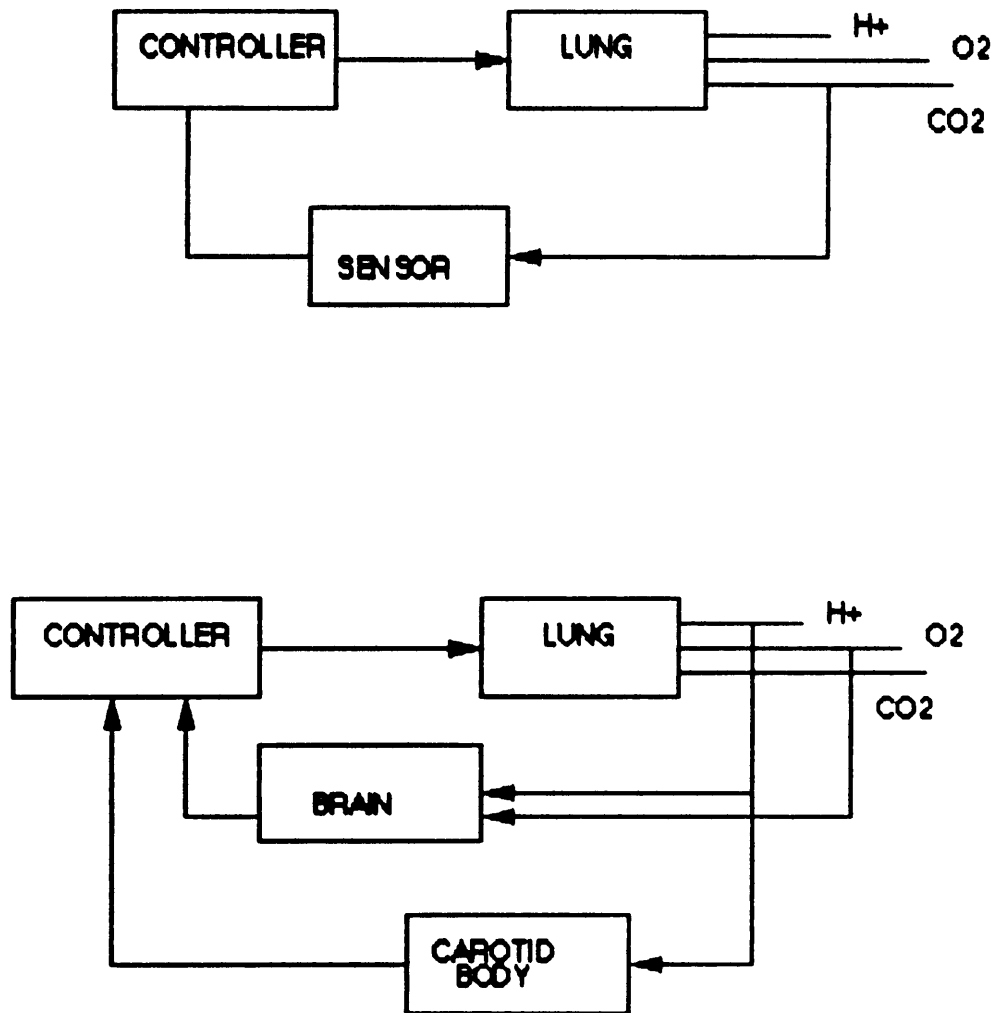 CONTROLLER
LUNG
H+
O2
CO2
SENSOR
CONTROLLER
LUNG
H+
O2
CO2
BRAIN
CAROTID
BODY